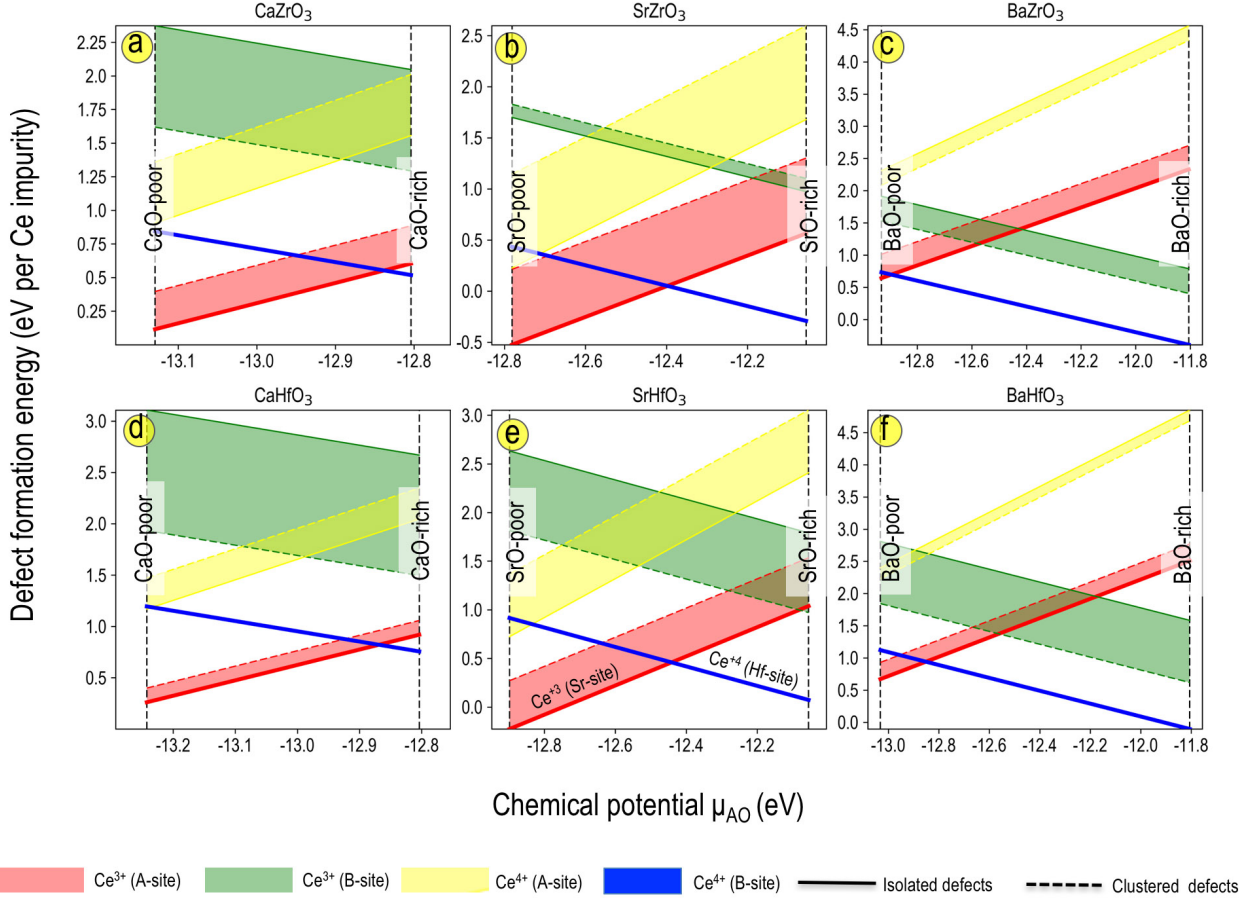 CaZrO3
SrZrO3
BaZrO3
a
b
c
2.25
2.00
1.75
1.50
1.25
1.0
0.75
0.5
0.25
CaO-poor
CaO-rich
-13.1
-13.0
-12.9
-12.8
2.5
2.0
1.5
1.0
0.5
0.0
-0.5
SrO-poor
SrO-rich
-12.8
-12.6
-12.4
-12.2
4.5
4.0
3.5
3.0
2.5
2.0
1.5
1.0
0.5
0.0
BaO-poor
BaO-rich
-12.8
-12.6
-12.4
-12.2
-12.0
-11.8
Defect formation energy (eV per Ce impurity)
CaHfO3
SrHfO3
BaHfO3
d
e
f
3.0
2.5
2.0
1.5
1.0
0.5
CaO-poor
CaO-rich
-13.2
-13.1
-13.0
-12.9
-12.8
3.0
2.5
2.0
1.5
1.0
0.5
0.0
SrO-poor
SrO-rich
Ce+3 (Sr-site)
Ce+4 (Hf-site)
-12.8
-12.6
-12.4
-12.2
4.5
4.0
3.5
3.0
2.5
2.0
1.5
1.0
0.5
0.0
BaO-poor
BaO-rich
-13.0
-12.8
-12.6
-12.4
-12.2
-12.0
-11.8
Chemical potential μAO (eV)
Ce3+ (A-site)
Ce3+ (B-site)
Ce4+ (A-site)
Ce4+ (B-site)
Isolated defects
Clustered defects